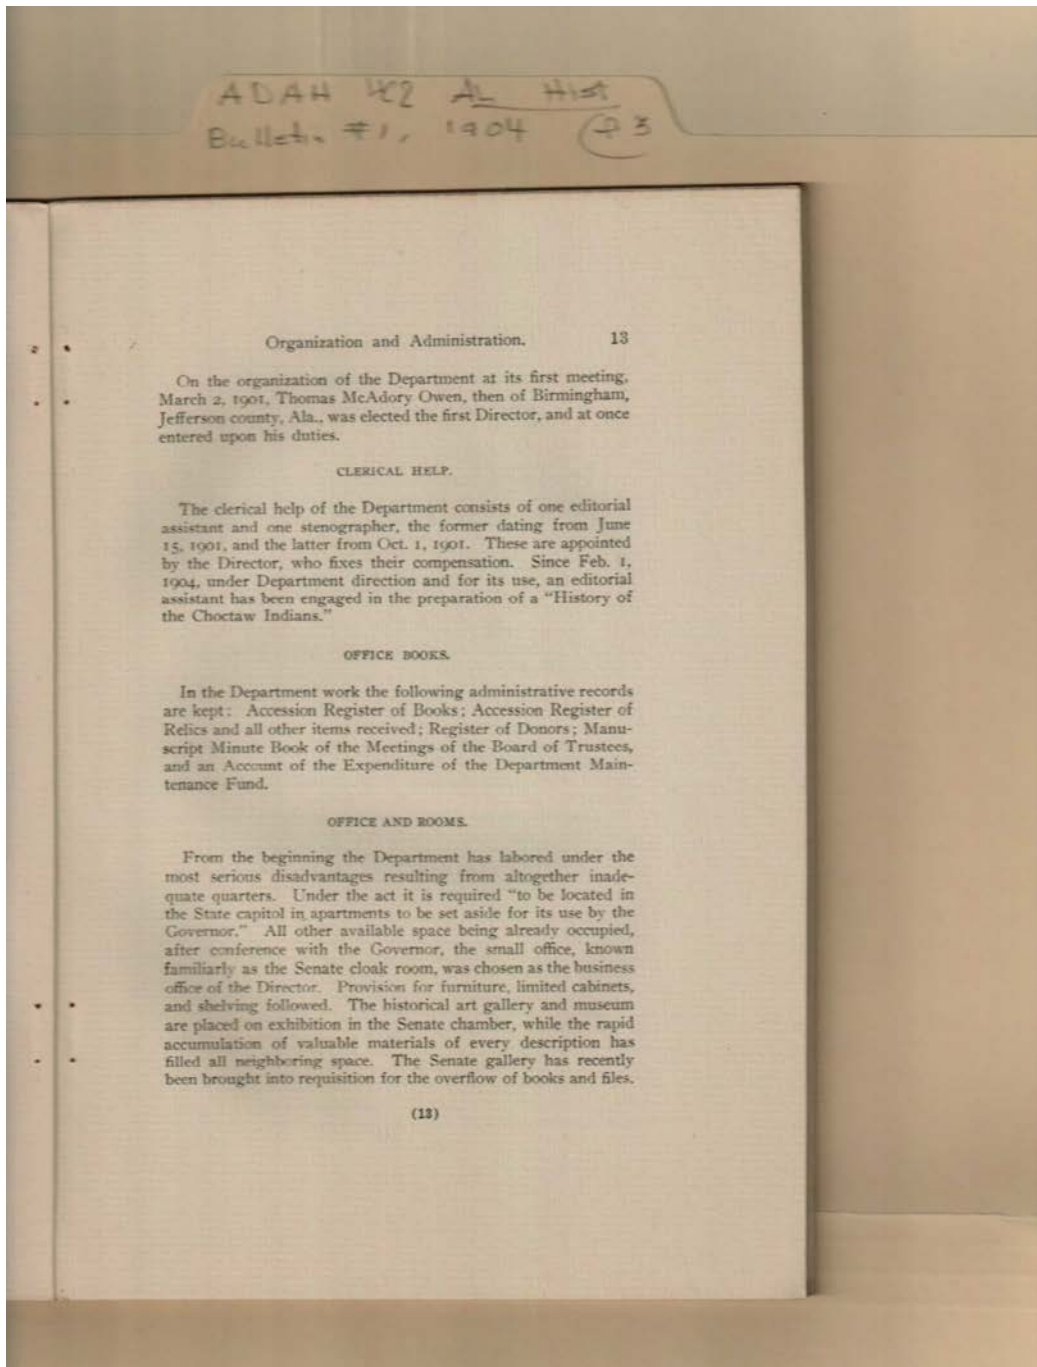 ADAH AL Hist
Bulletin #1, 1904 P 3
Organization and Administration. 13
On the organization of the Department at its first meeting,
March 2, 1901, Thomas McAdory Owen, then of Birmingham,
Jefferson county, Ala., was elected the first Director, and at once
entered upon his duties.
CLERICAL HELP.
The clerical help of the Department consists of one editorial
assistant and one stenographer, the former dating from June
15, 1901, and the latter from Oct. 1, 1901. These are appointed
by the Director, who fixes their compensation. Since Feb. 1,
1904, under Department direction and for its use, an editorial
assistant has been engaged in the preparation of a "History of
the Choctaw Indians."
OFFICE BOOKS.
In the Department work the following administrative records
are kept: Accession Register of Books; Accession Register of
Relics and all other items received; Register of Donors; Manu-
script Minute Book of the Meetings of the Board of Trustees,
and an Account of the Expenditure of the Department Main-
tenance Fund.
OFFICE AND ROOMS.
From the beginning the Department has labored under the
most serious disadvantages resulting from altogether inade-
quate quarters. Under the act it is required "to be located in
the State capitol in apartments to be set aside for its use by the
Governor." All other available space being already occupied,
after conference with the Governor, the small office, known
familiarly as the Senate cloak room, was chosen as the business
office of the Director. Provision for furniture, limited cabinets,
and shelving followed. The historical art gallery and museum
are placed on exhibition in the Senate chamber, while the rapid
accumulation of valuable materials of every description has
filled all neighboring space. The Senate gallery has recently
been brought into requisition for the overflow of books and files.
(13)